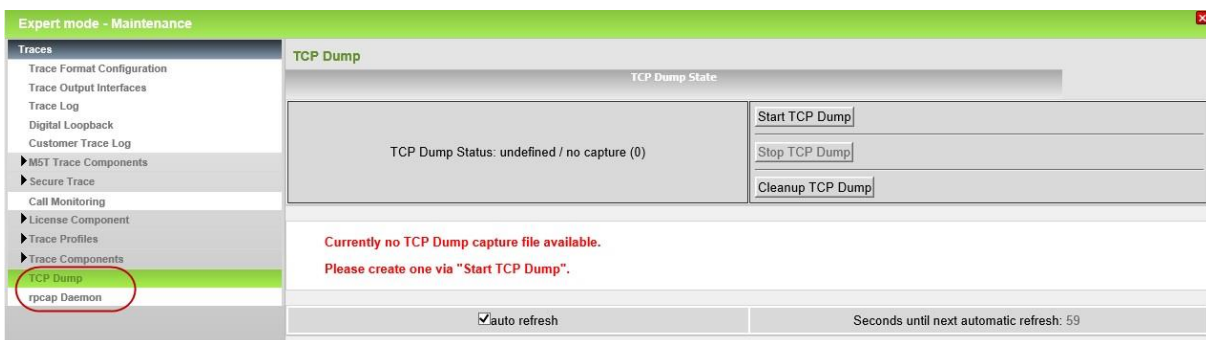 Expert mode - Maintenance
Traces
Trace Format Configuration
Trace Output Interfaces
Trace Log
Digital Loopback
Customer Trace Log
M5T Trace Components
Secure Trace
Call Monitoring
License Component
Trace Profiles
Trace Components
TCP Dump
rpcap Daemon
TCP Dump
TCP Dump State
TCP Dump Status: undefined / no capture (0)
Start TCP Dump
Stop TCP Dump
Cleanup TCP Dump
Currently no TCP Dump capture file available.
Please create one via "Start TCP Dump".
auto refresh
Seconds until next automatic refresh: 59